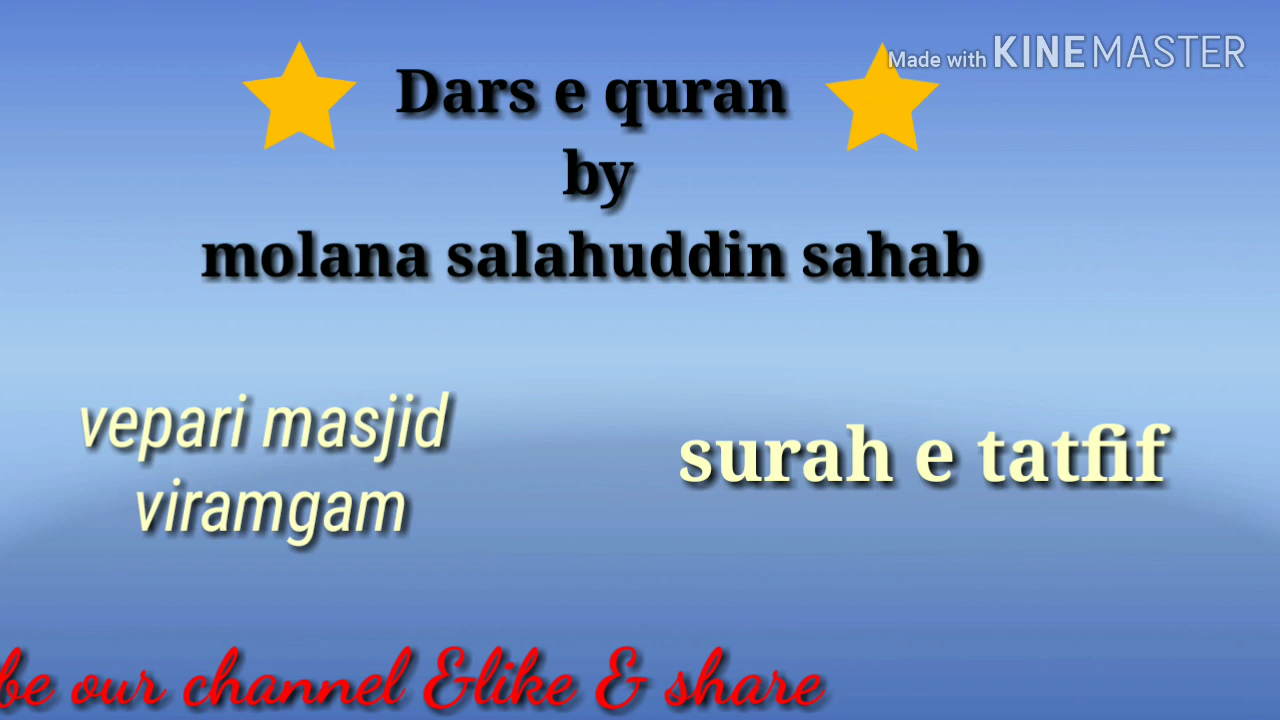 Made with KINEMASTER
Dars e quran
by
molana salahuddin sahab
vepari masjid
viramgam
surah e tatfif
be our channel &like & share